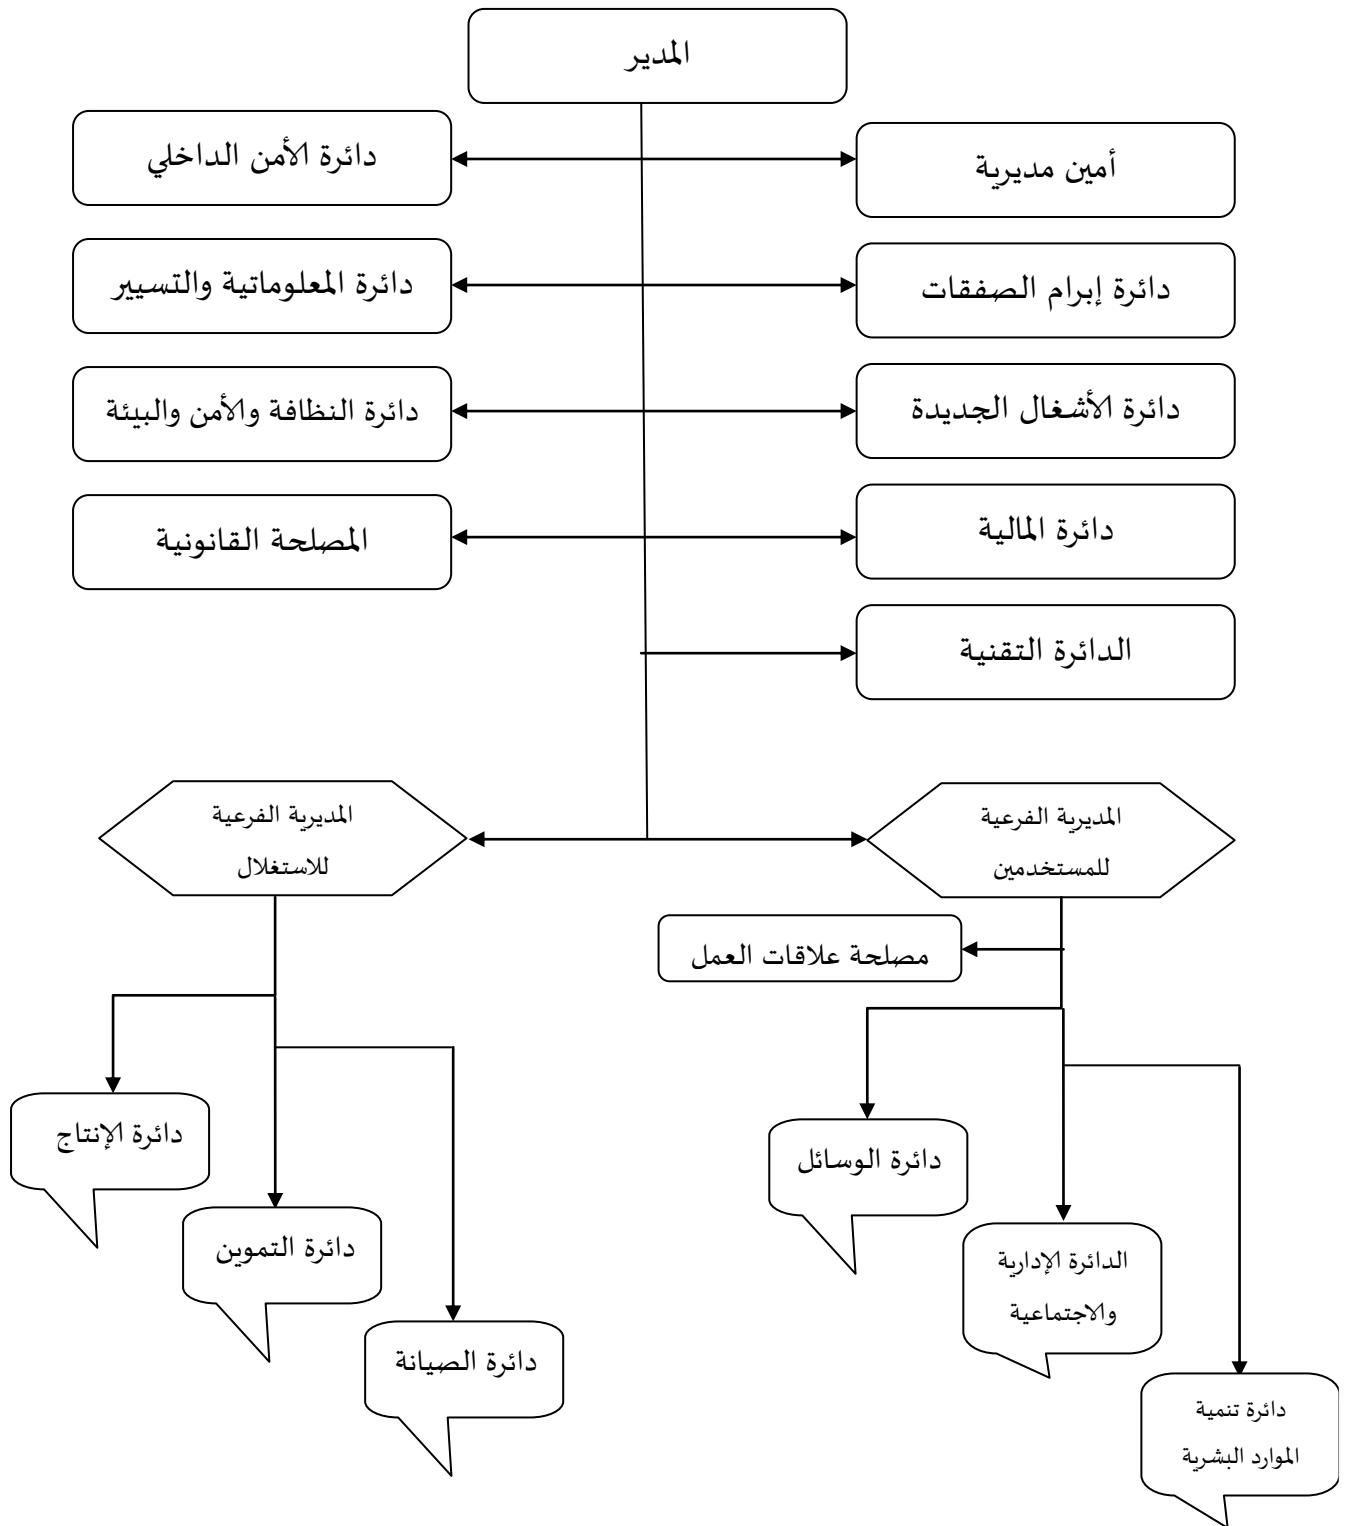 المدير
أمين مديرية
دائرة الأمن الداخلي
دائرة إبرام الصفقات
دائرة المعلوماتية والتسيير
دائرة الأشغال الجديدة
دائرة النظافة والأمن والبيئة
دائرة المالية
المصلحة القانونية
الدائرة التقنية
المديرية الفرعية
للمستخدمين
المديرية الفرعية
للاستغلال
مصلحة علاقات العمل
دائرة الوسائل
الدائرة الإدارية
والاجتماعية
دائرة تنمية
الموارد البشرية
دائرة الإنتاج
دائرة التموين
دائرة الصيانة